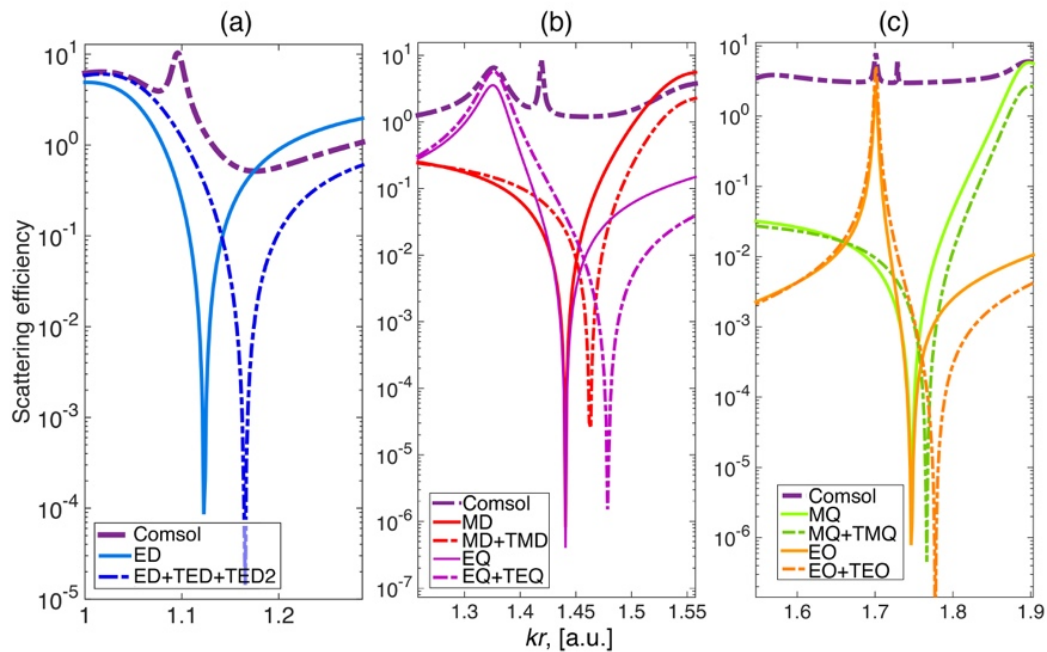 (a)
(b)
(c)
Scattering efficiency
10^1
10^0
10^-1
10^-2
10^-3
10^-4
10^-5
1
1.1
1.2
Comsol
ED
ED+TED+TED2
10^1
10^0
10^-1
10^-2
10^-3
10^-4
10^-5
10^-6
10^-7
1.3
1.4
1.45
1.5
1.55
Comsol
MD
MD+TMD
EQ
EQ+TEQ
10^1
10^0
10^-1
10^-2
10^-3
10^-4
10^-5
10^-6
1.6
1.7
1.8
1.9
Comsol
MQ
MQ+TMQ
EO
EO+TEO
kr, [a.u.]